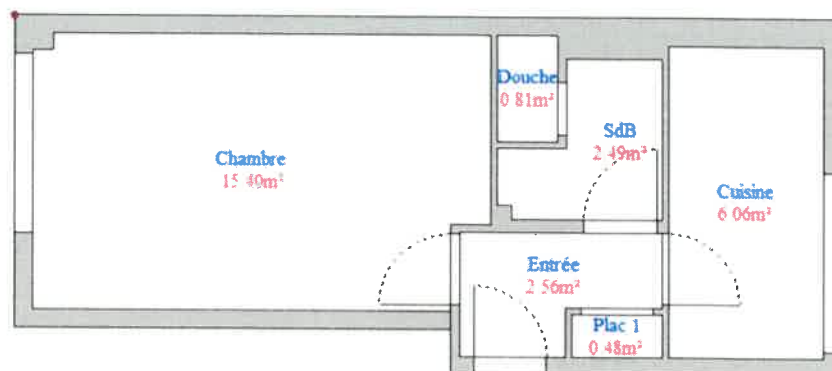 Douche
0 81m²
SdB
2 49m²
Chambre
15 40m²
Cuisine
6 06m²
Entrée
2 56m²
Plac 1
0 48m²